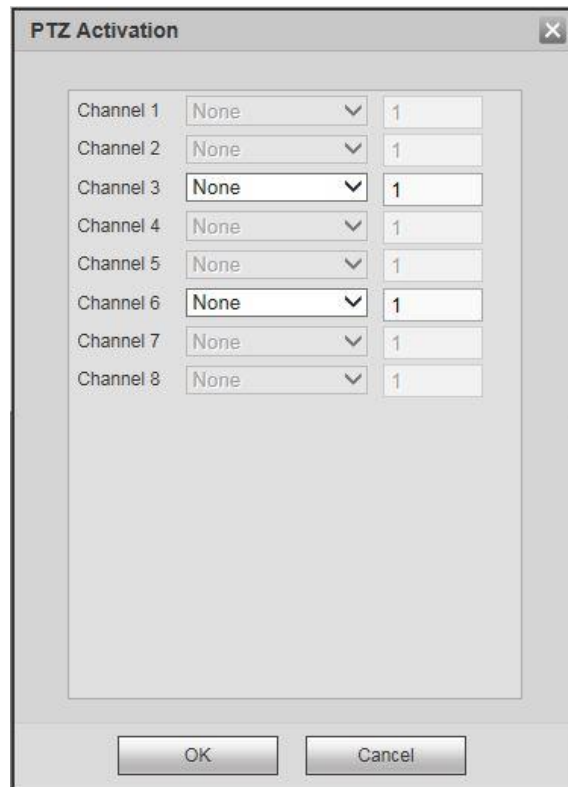 PTZ Activation
Channel 1 None 1
Channel 2 None 1
Channel 3 None 1
Channel 4 None 1
Channel 5 None 1
Channel 6 None 1
Channel 7 None 1
Channel 8 None 1
OK Cancel